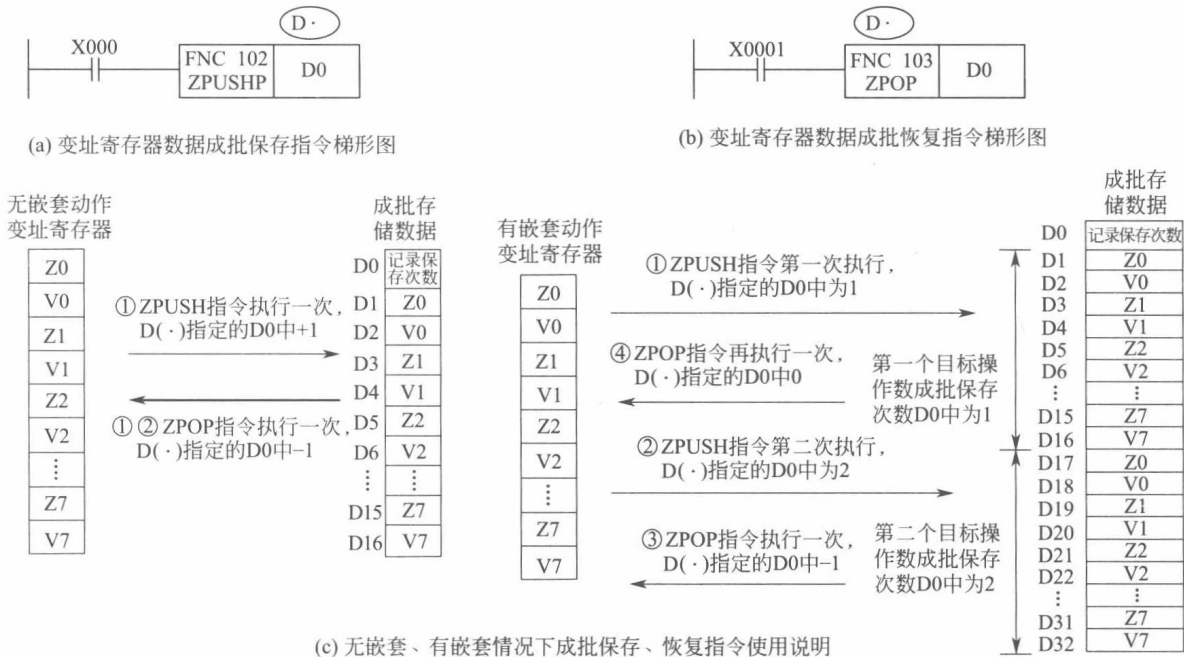 D·
X000
FNC 102
ZPUSHP
D0
(a) 变址寄存器数据成批保存指令梯形图
D·
X0001
FNC 103
ZPOP
D0
(b) 变址寄存器数据成批恢复指令梯形图
无嵌套动作
变址寄存器
Z0
V0
Z1
V1
Z2
V2
⋮
Z7
V7
①ZPUSH指令执行一次,
D(·)指定的D0中+1
①②ZPOP指令执行一次,
D(·)指定的D0中−1
成批存
储数据
D0 记录保
存次数
D1 Z0
D2 V0
D3 Z1
D4 V1
D5 Z2
D6 V2
⋮ ⋮
D15 Z7
D16 V7
有嵌套动作
变址寄存器
Z0
V0
Z1
V1
Z2
V2
⋮
Z7
V7
①ZPUSH指令第一次执行,
D(·)指定的D0中为1
④ZPOP指令再执行一次,
D(·)指定的D0中0
②ZPUSH指令第二次执行,
D(·)指定的D0中为2
③ZPOP指令执行一次,
D(·)指定的D0中−1
第一个目标操
作数成批保存
次数D0中为1
第二个目标操
作数成批保存
次数D0中为2
成批存
储数据
D0 记录保存次数
D1 Z0
D2 V0
D3 Z1
D4 V1
D5 Z2
D6 V2
⋮ ⋮
D15 Z7
D16 V7
D17 Z0
D18 V0
D19 Z1
D20 V1
D21 Z2
D22 V2
⋮ ⋮
D31 Z7
D32 V7
(c) 无嵌套、有嵌套情况下成批保存、恢复指令使用说明